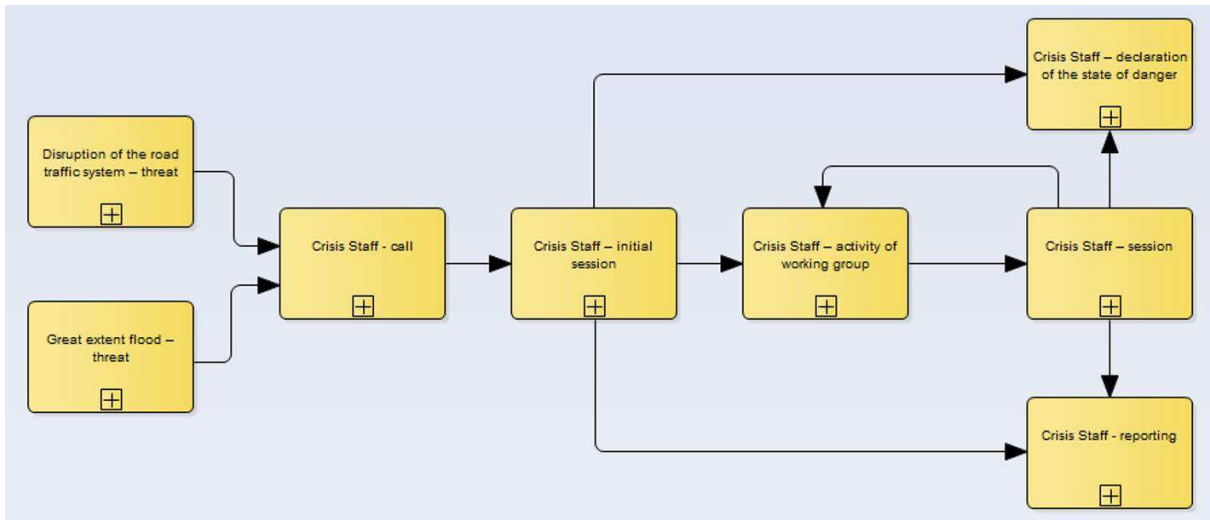 Crisis Staff – declaration
of the state of danger
Disruption of the road
traffic system – threat
Crisis Staff - call
Crisis Staff – initial
session
Crisis Staff – activity of
working group
Crisis Staff – session
Great extent flood –
threat
Crisis Staff - reporting